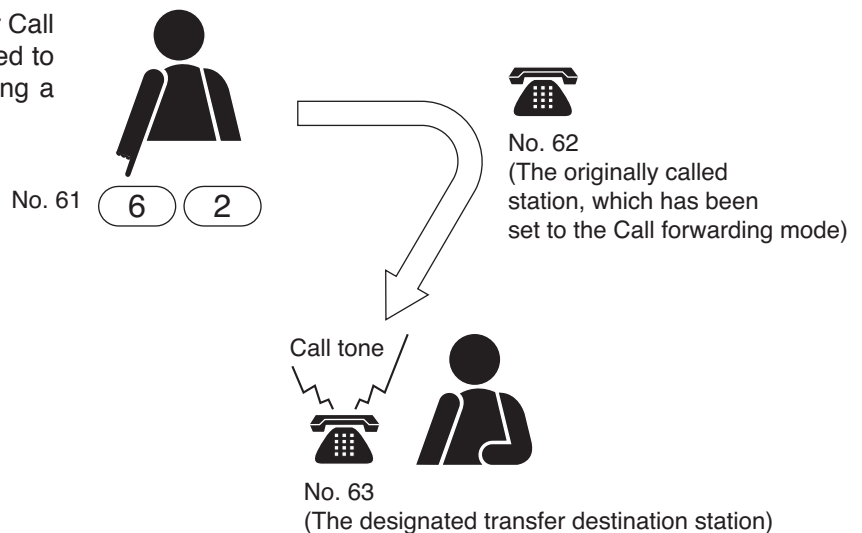 Call
ed to
ng a
No. 61 6 2
No. 62
(The originally called
station, which has been
set to the Call forwarding mode)
Call tone
No. 63
(The designated transfer destination station)